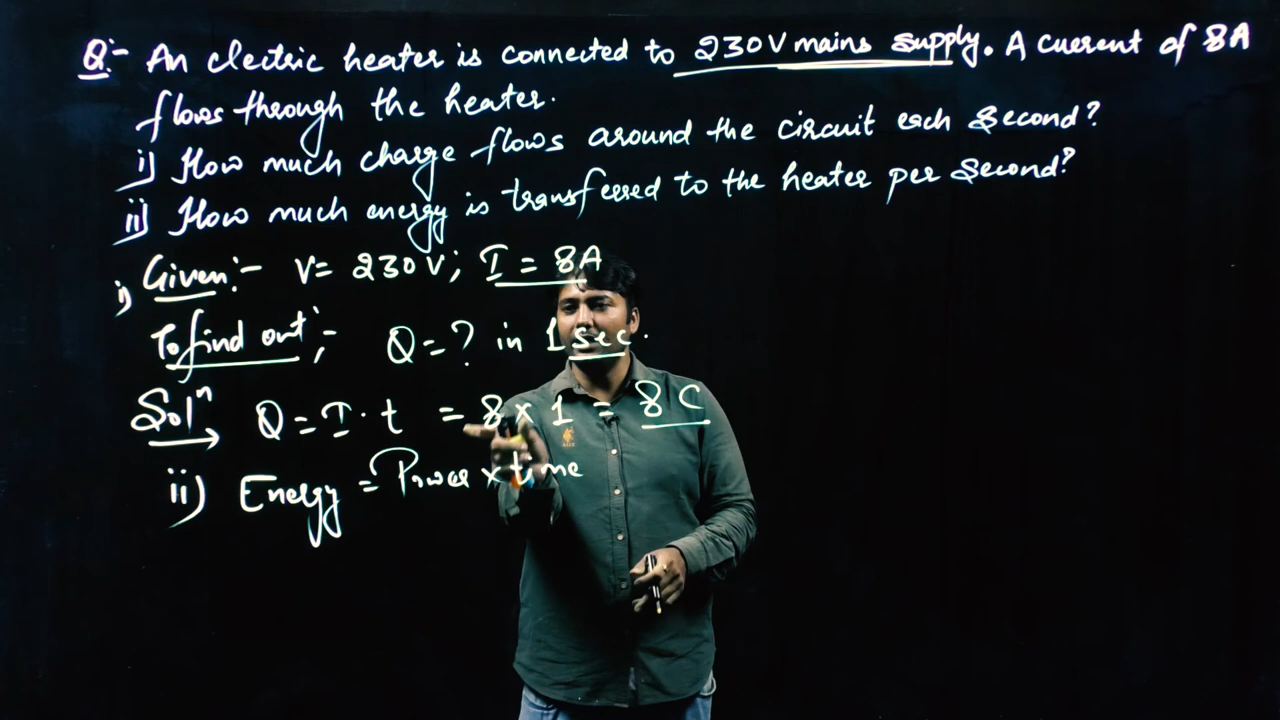 Q:- An electric heater is connected to 230V mains supply. A current of 8A
flows through the heater.
i) How much charge flows around the circuit each second?
ii) How much energy is transferred to the heater per second?
i) Given:- V= 230V; I = 8A
To find out:- Q=? in 1 sec.
Solⁿ Q = I. t = 8 x 1 = 8 C
ii) Energy = Power x time